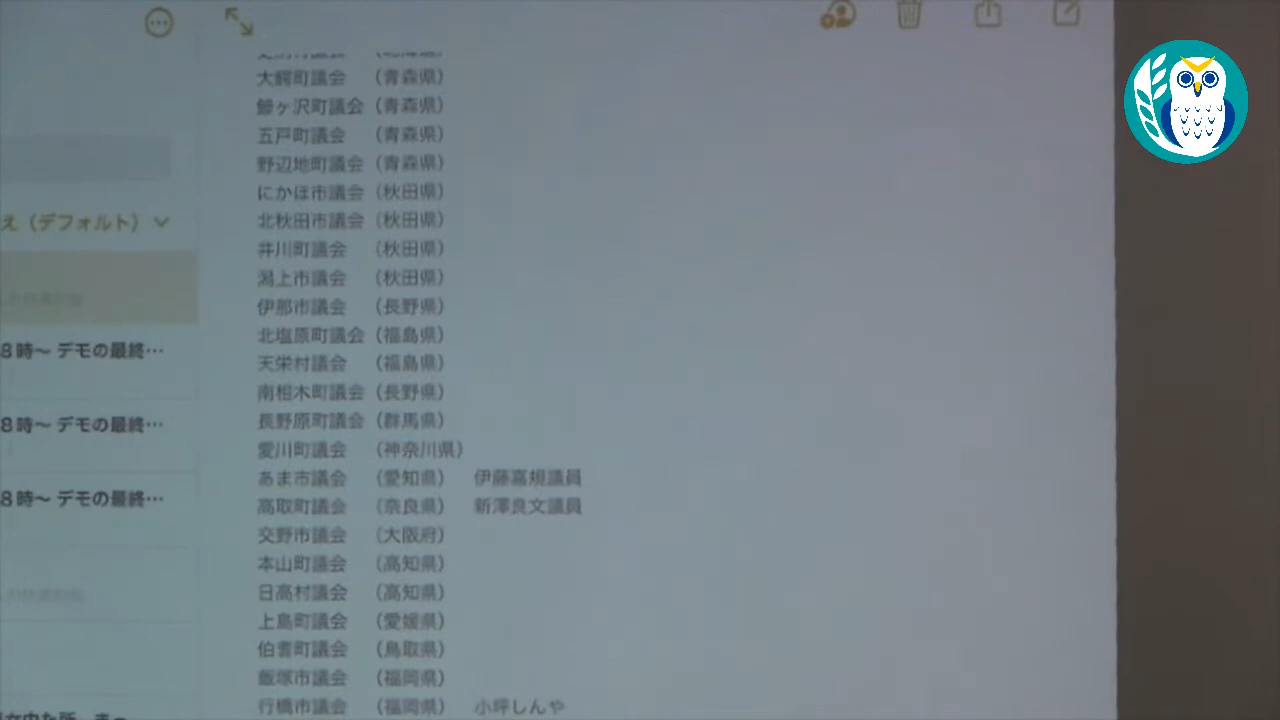 大鰐町議会 （青森県）
鰺ヶ沢町議会（青森県）
五戸町議会 （青森県）
野辺地町議会（青森県）
にかほ市議会（秋田県）
え（デフォルト）
北秋田市議会（秋田県）
井川町議会 （秋田県）
潟上市議会 （秋田県）
伊那市議会 （長野県）
北塩原町議会（福島県）
8時〜 デモの最終…
天栄村議会 （福島県）
南相木町議会（長野県）
長野原町議会（群馬県）
8時〜 デモの最終…
愛川町議会 （神奈川県）
あま市議会 （愛知県） 伊藤嘉規議員
8時〜 デモの最終…
高取町議会 （奈良県） 新澤良文議員
交野市議会 （大阪府）
本山町議会 （高知県）
日高村議会 （高知県）
上島町議会 （愛媛県）
伯耆町議会 （鳥取県）
飯塚市議会 （福岡県）
行橋市議会 （福岡県） 小坪しんや